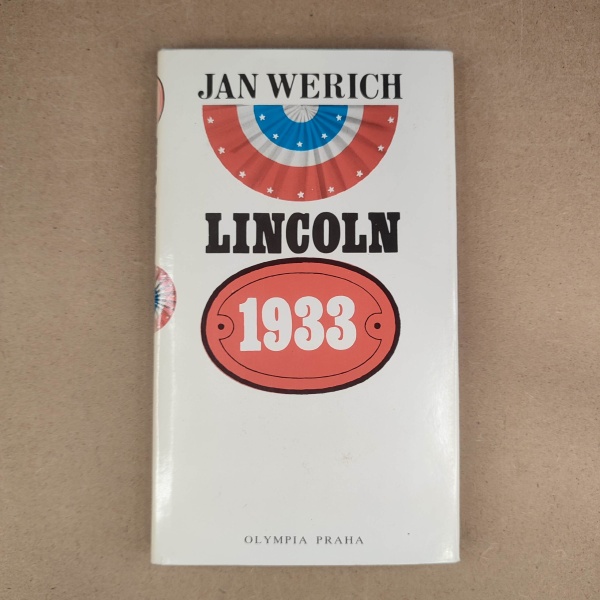 JAN WERICH
LINCOLN
1933
OLYMPIA PRAHA